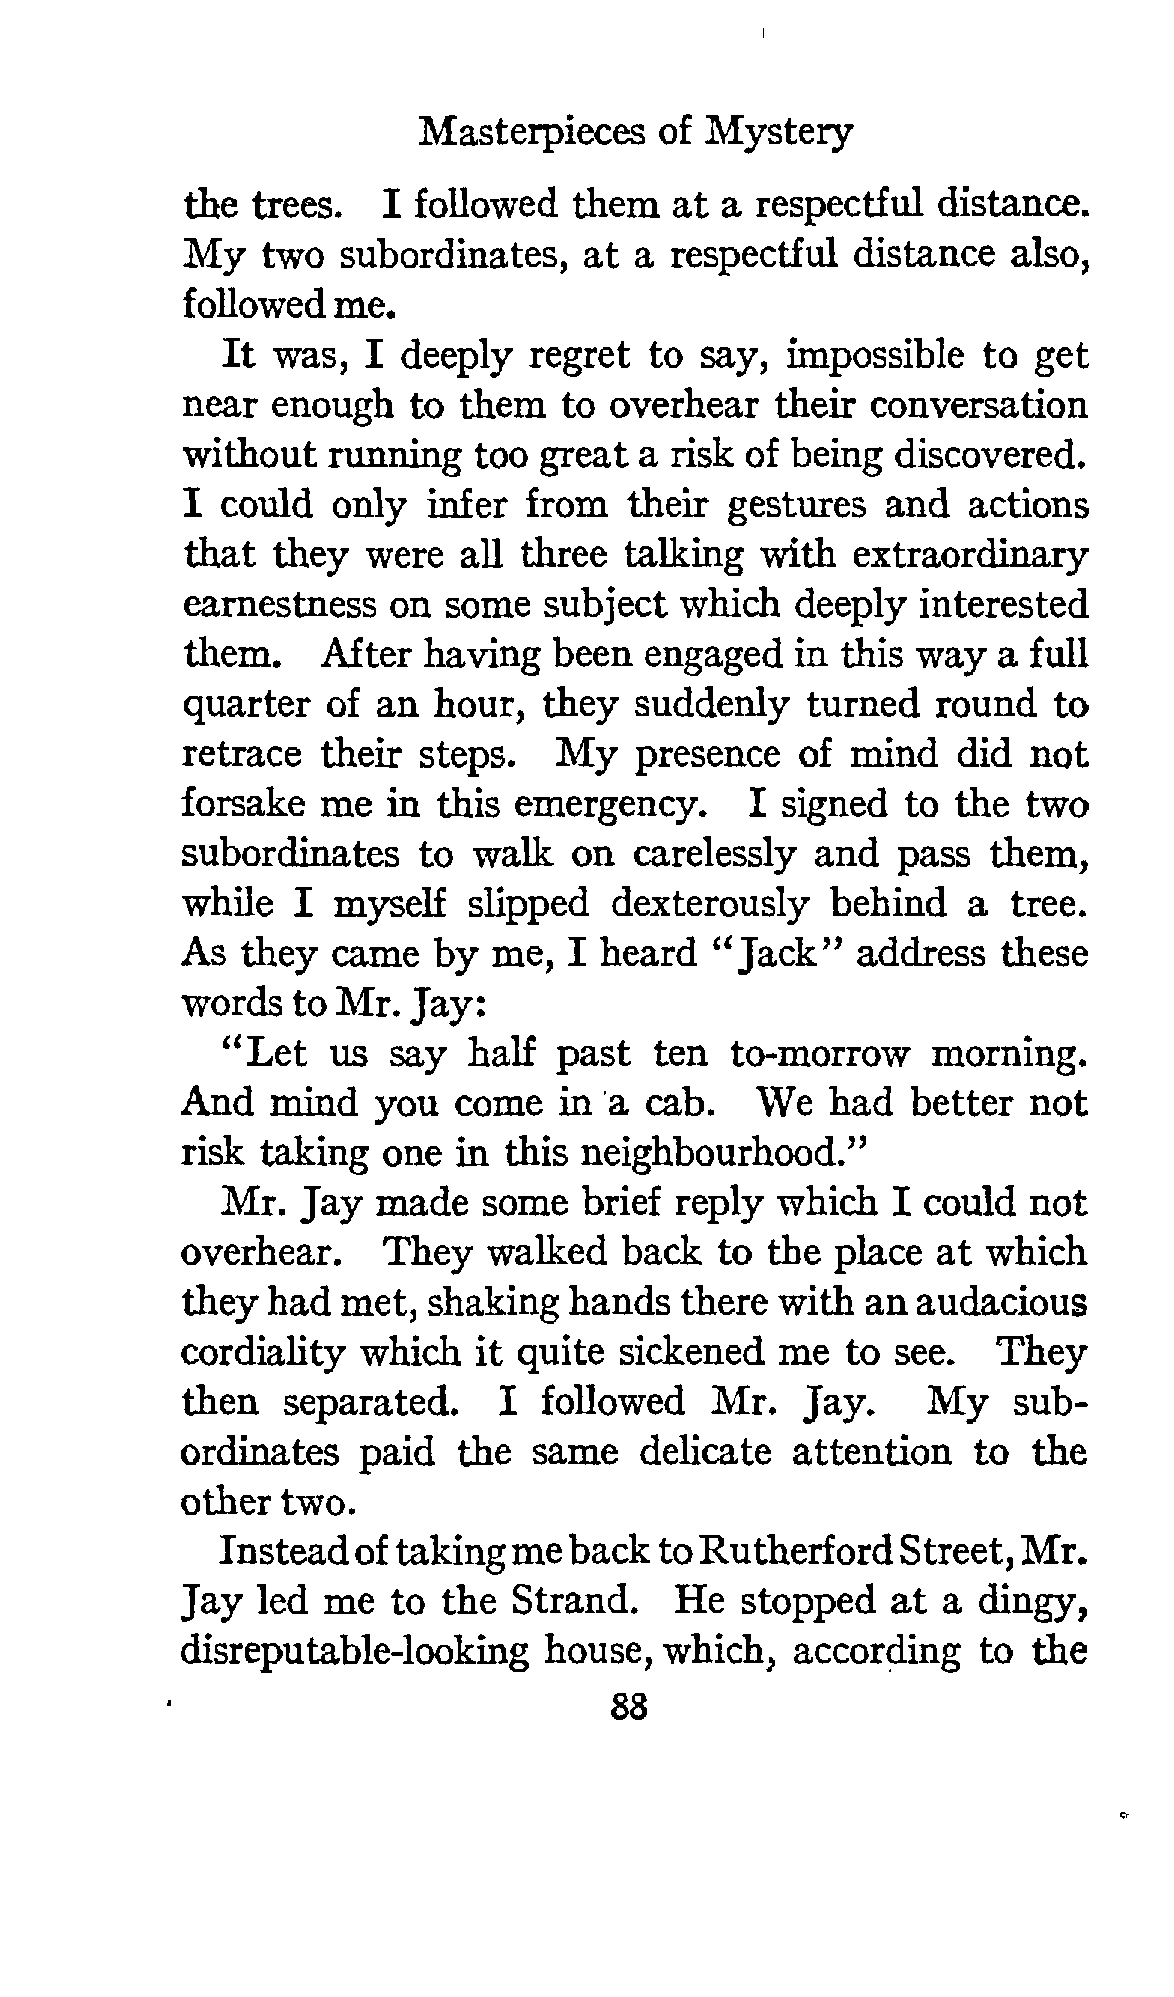 Masterpieces of Mystery
the trees. I followed them at a respectful distance.
My two subordinates, at a respectful distance also,
followed me.
It was, I deeply regret to say, impossible to get
near enough to them to overhear their conversation
without running too great a risk of being discovered.
I could only infer from their gestures and actions
that they were all three talking with extraordinary
earnestness on some subject which deeply interested
them. After having been engaged in this way a full
quarter of an hour, they suddenly turned round to
retrace their steps. My presence of mind did not
forsake me in this emergency. I signed to the two
subordinates to walk on carelessly and pass them,
while I myself slipped dexterously behind a tree.
As they came by me, I heard "Jack" address these
words to Mr. Jay:
"Let us say half past ten to-morrow morning.
And mind you come in a cab. We had better not
risk taking one in this neighbourhood."
Mr. Jay made some brief reply which I could not
overhear. They walked back to the place at which
they had met, shaking hands there with an audacious
cordiality which it quite sickened me to see. They
then separated. I followed Mr. Jay. My sub-
ordinates paid the same delicate attention to the
other two.
Instead of taking me back to Rutherford Street, Mr.
Jay led me to the Strand. He stopped at a dingy,
disreputable-looking house, which, according to the
88